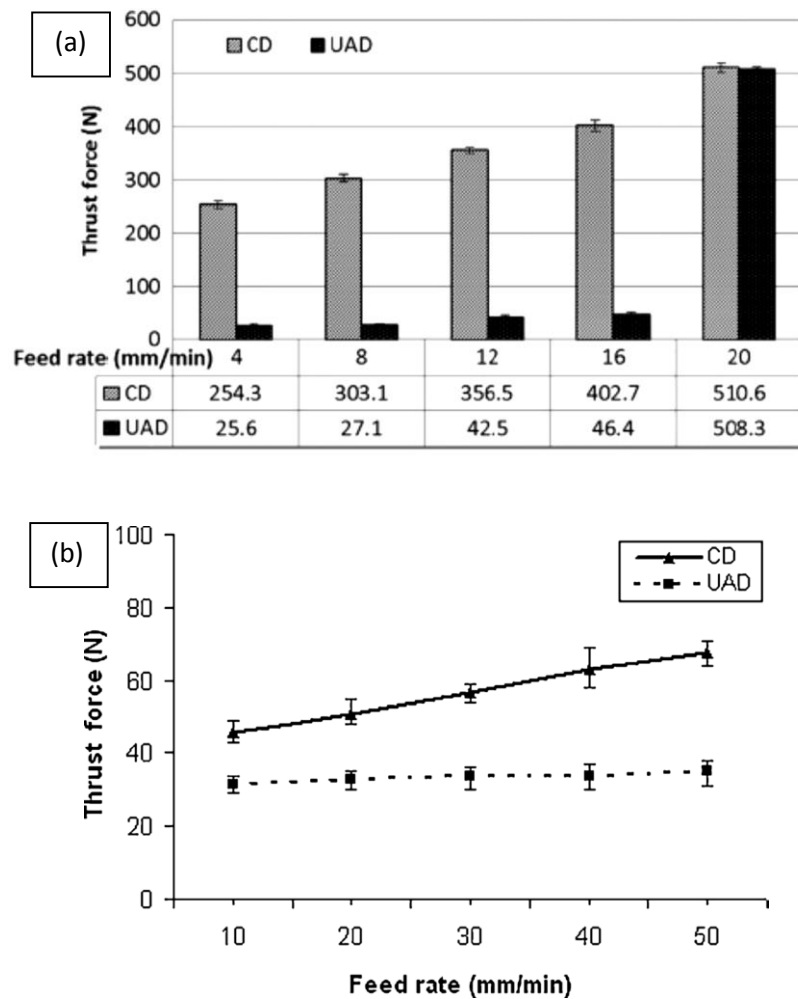 (a)
600
CD UAD
500
400
300
200
100
0
Thrust force (N)
Feed rate (mm/min) 4 8 12 16 20
CD 254.3 303.1 356.5 402.7 510.6
UAD 25.6 27.1 42.5 46.4 508.3
(b)
100
CD
UAD
80
60
40
20
0
Thrust force (N)
10 20 30 40 50
Feed rate (mm/min)